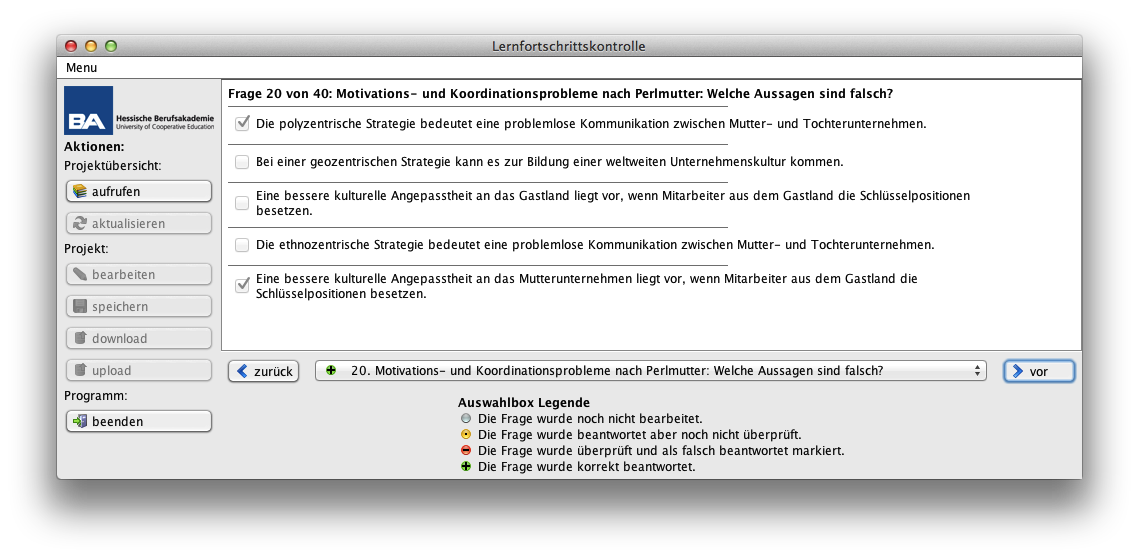 Lernfortschrittskontrolle
Menu
BA Hessische Berufsakademie
University of Cooperative Education
Aktionen:
Projektübersicht:
aufrufen
aktualisieren
Projekt:
bearbeiten
speichern
download
upload
Programm:
beenden
Frage 20 von 40: Motivations- und Koordinationsprobleme nach Perlmutter: Welche Aussagen sind falsch?
Die polyzentrische Strategie bedeutet eine problemlose Kommunikation zwischen Mutter- und Tochterunternehmen.
Bei einer geozentrischen Strategie kann es zur Bildung einer weltweiten Unternehmenskultur kommen.
Eine bessere kulturelle Angepasstheit an das Gastland liegt vor, wenn Mitarbeiter aus dem Gastland die Schlüsselpositionen
besetzen.
Die ethnozentrische Strategie bedeutet eine problemlose Kommunikation zwischen Mutter- und Tochterunternehmen.
Eine bessere kulturelle Angepasstheit an das Mutterunternehmen liegt vor, wenn Mitarbeiter aus dem Gastland die
Schlüsselpositionen besetzen.
zurück
20. Motivations- und Koordinationsprobleme nach Perlmutter: Welche Aussagen sind falsch?
vor
Auswahlbox Legende
Die Frage wurde noch nicht bearbeitet.
Die Frage wurde beantwortet aber noch nicht überprüft.
Die Frage wurde überprüft und als falsch beantwortet markiert.
Die Frage wurde korrekt beantwortet.